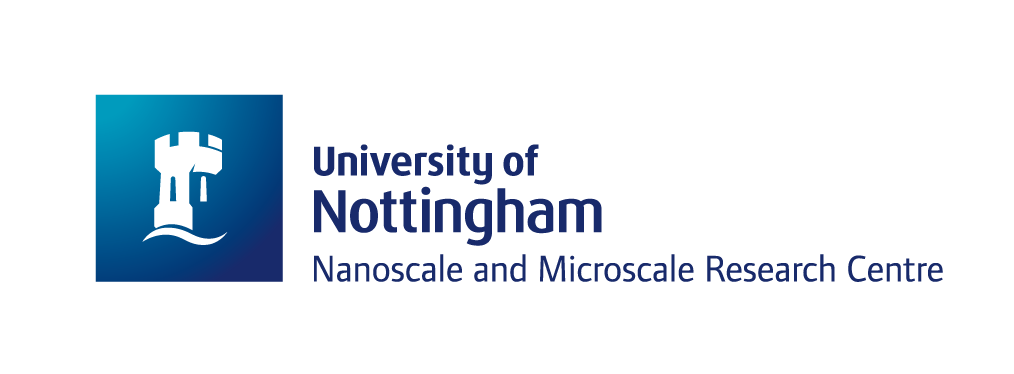 University of
Nottingham
Nanoscale and Microscale Research Centre